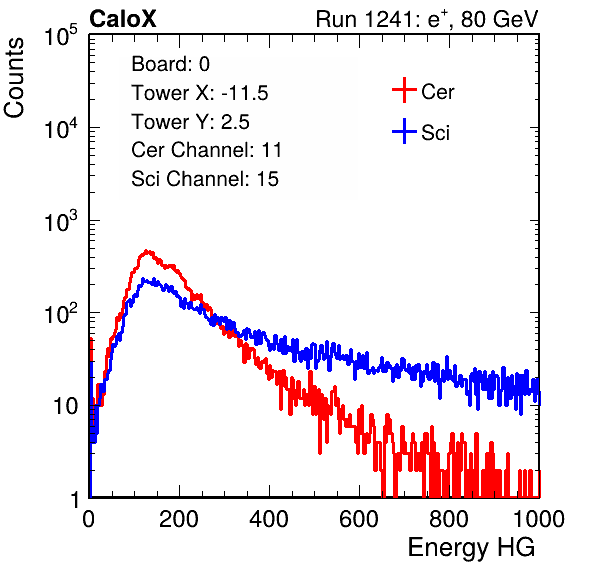 CaloX Run 1241: e⁺, 80 GeV
Counts
10⁵
10⁴
10³
10²
10
1
Board: 0
Tower X: -11.5
Tower Y: 2.5
Cer Channel: 11
Sci Channel: 15
Cer
Sci
0 200 400 600 800 1000
Energy HG